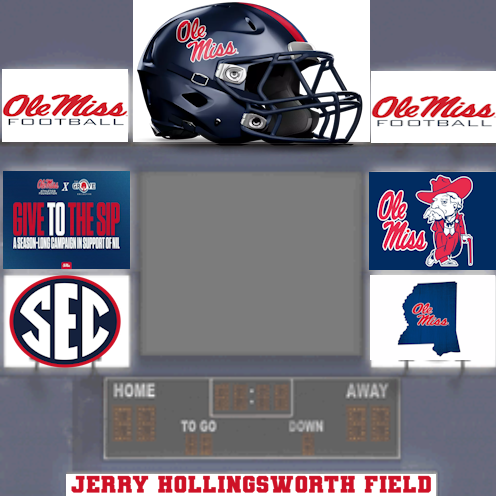 Ole Miss
Ole Miss
FOOTBALL
Ole Miss
FOOTBALL
Ole Miss
X
GROVE
GIVE TO THE SIP
A SEASON-LONG CAMPAIGN IN SUPPORT OF NIL
Ole
Miss
SEC
Ole
Miss
HOME
AWAY
TO GO
DOWN
JERRY HOLLINGSWORTH FIELD